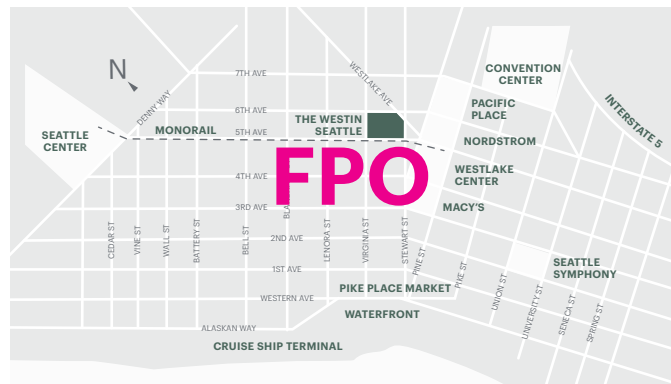 N
7TH AVE
WESTLAKE AVE
CONVENTION
CENTER
DENNY WAY
6TH AVE
PACIFIC
PLACE
INTERSTATE 5
SEATTLE
CENTER
MONORAIL
5TH AVE
THE WESTIN
SEATTLE
NORDSTROM
FPO
4TH AVE
WESTLAKE
CENTER
3RD AVE
MACY'S
CEDAR ST
VINE ST
WALL ST
BATTERY ST
BELL ST
LENORA ST
VIRGINIA ST
STEWART ST
PINE ST
PIKE ST
UNION ST
UNIVERSITY ST
SENECA ST
SPRING ST
2ND AVE
SEATTLE
SYMPHONY
1ST AVE
PIKE PLACE MARKET
WESTERN AVE
WATERFRONT
ALASKAN WAY
CRUISE SHIP TERMINAL